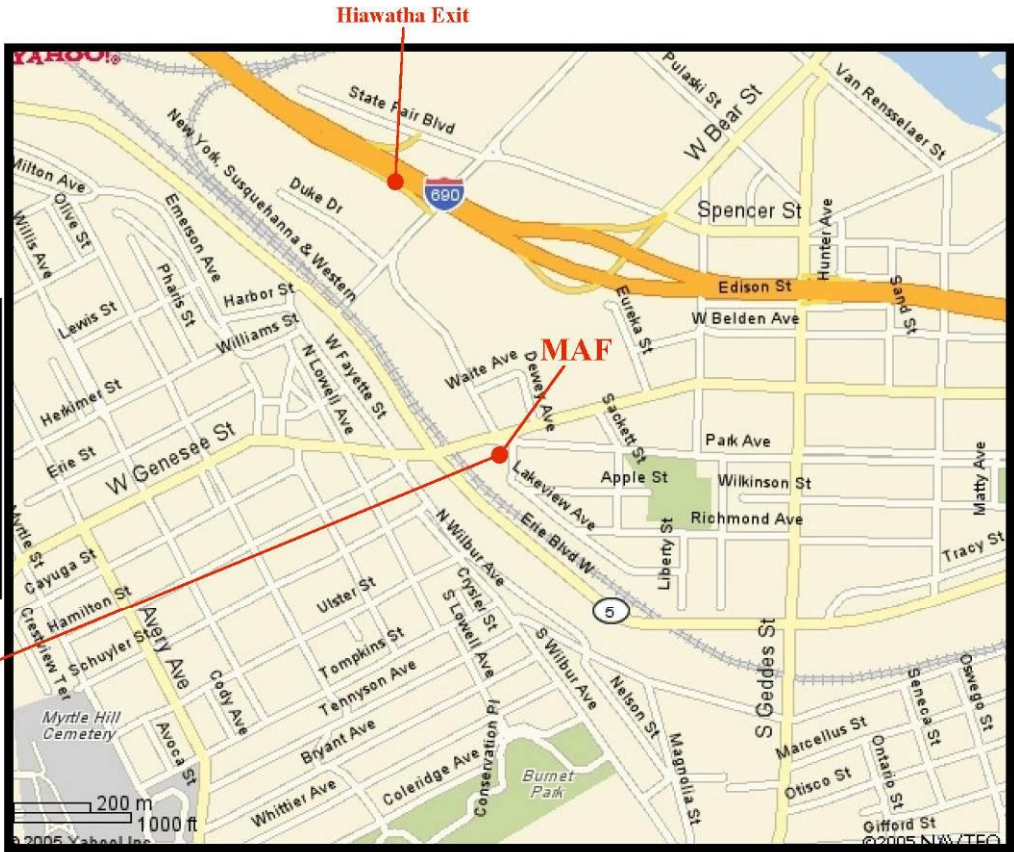 Hiawatha Exit
YAHOO!®
State Fair Blvd
Pulaski St
W Bear St
Van Rensselaer St
New York, Susquehanna & Western
Milton Ave
Olive St
Willis Ave
Emerson Ave
Duke Dr
690
Spencer St
Hunter Ave
Pharis St
Harbor St
Edison St
Sand St
Eureka St
W Belden Ave
Lewis St
Williams St
N Lowell Ave
W Fayette St
Waite Ave
Dewey Ave
MAF
Heikimer St
Sackett St
Erie St
W Genesee St
Park Ave
Matty Ave
Apple St
Wilkinson St
Lakeview Ave
Richmond Ave
Erie Blvd W
Liberty St
Tracy St
N Wilbur Ave
Myrtle St
Cayuga St
Hamilton St
Crestview Ter
Schuyler St
Avery Ave
Ulster St
Crysler St
S Lowell Ave
5
Tompkins St
S Wilbur Ave
S Geddes St
Tennyson Ave
Cody Ave
Nelson St
Seneca St
Oswego St
Myrtle Hill
Cemetery
Avoca St
Bryant Ave
Conservation Pl
Magnolia St
Marcellus St
Ontario St
Coleridge Ave
Burnet
Park
Otisco St
Whittier Ave
200 m
1000 ft
Gifford St
©2005 Yahoo! Inc
©2005 NAVTEQ